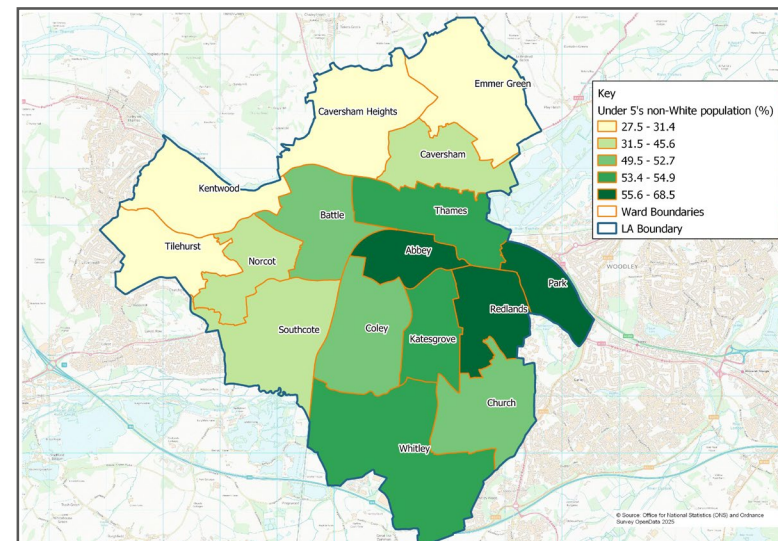 Emmer Green
Caversham Heights
Caversham
Kentwood
Battle
Thames
Tilehurst
Norcot
Abbey
Park
Redlands
Southcote
Coley
Katesgrove
Church
Whitley
WOODLEY
Key
Under 5's non-White population (%)
27.5 - 31.4
31.5 - 45.6
49.5 - 52.7
53.4 - 54.9
55.6 - 68.5
Ward Boundaries
LA Boundary
© Source: Office for National Statistics (ONS) and Ordnance
Survey OpenData 2025